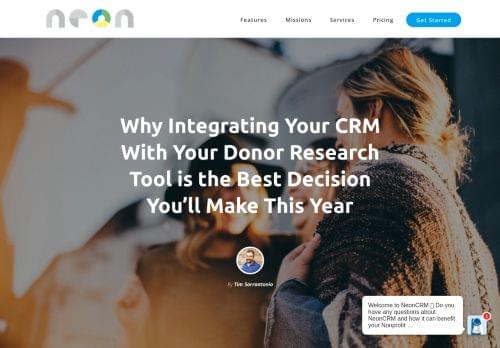 neon
Features Missions Services Pricing Get Started
Why Integrating Your CRM
With Your Donor Research
Tool is the Best Decision
You'll Make This Year
By Tim Sarrantonio
Welcome to NeonCRM ▯ Do you
have any questions about
NeonCRM and how it can benefit
your Nonprofit ...
1